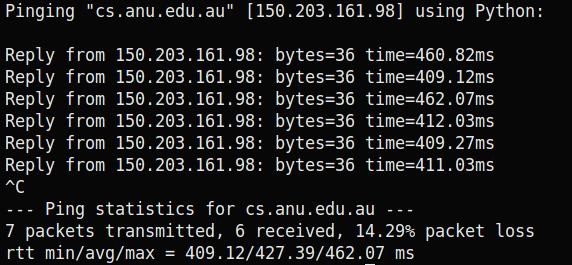 Pinging "cs.anu.edu.au" [150.203.161.98] using Python:
Reply from 150.203.161.98: bytes=36 time=460.82ms
Reply from 150.203.161.98: bytes=36 time=409.12ms
Reply from 150.203.161.98: bytes=36 time=462.07ms
Reply from 150.203.161.98: bytes=36 time=412.03ms
Reply from 150.203.161.98: bytes=36 time=409.27ms
Reply from 150.203.161.98: bytes=36 time=411.03ms
^C
--- Ping statistics for cs.anu.edu.au ---
7 packets transmitted, 6 received, 14.29% packet loss
rtt min/avg/max = 409.12/427.39/462.07 ms